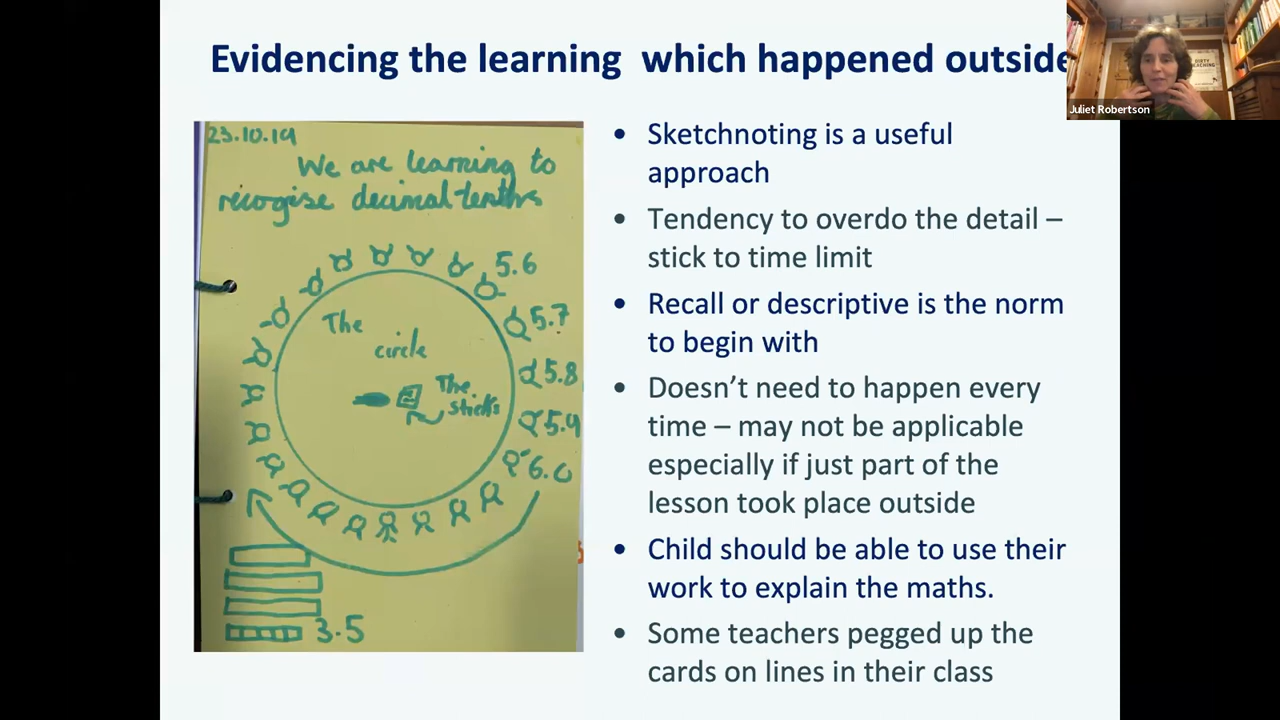 Evidencing the learning which happened outside
23.10.19
We are learning to
recogise decimal tenths
5.6
5.7
5.8
5.9
6.0
The
circle
The
sticks
3.5
• Sketchnoting is a useful
approach
• Tendency to overdo the detail –
stick to time limit
• Recall or descriptive is the norm
to begin with
• Doesn’t need to happen every
time – may not be applicable
especially if just part of the
lesson took place outside
• Child should be able to use their
work to explain the maths.
• Some teachers pegged up the
cards on lines in their class
DIRTY
TEACHING
Juliet Robertson